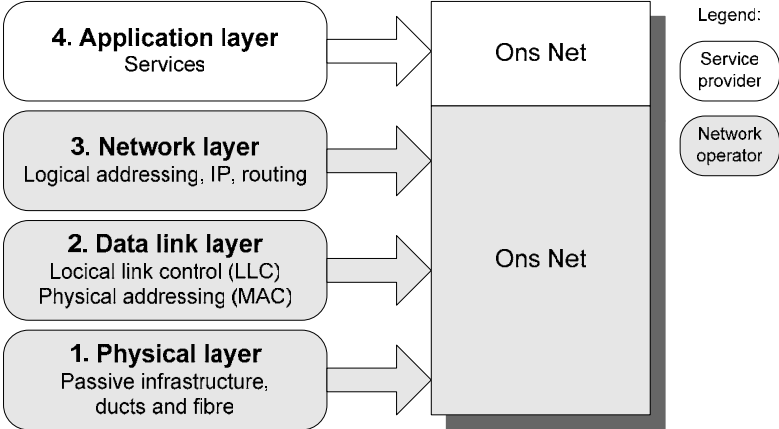 4. Application layer
Services
3. Network layer
Logical addressing, IP, routing
2. Data link layer
Locical link control (LLC)
Physical addressing (MAC)
1. Physical layer
Passive infrastructure,
ducts and fibre
Ons Net
Ons Net
Legend:
Service
provider
Network
operator